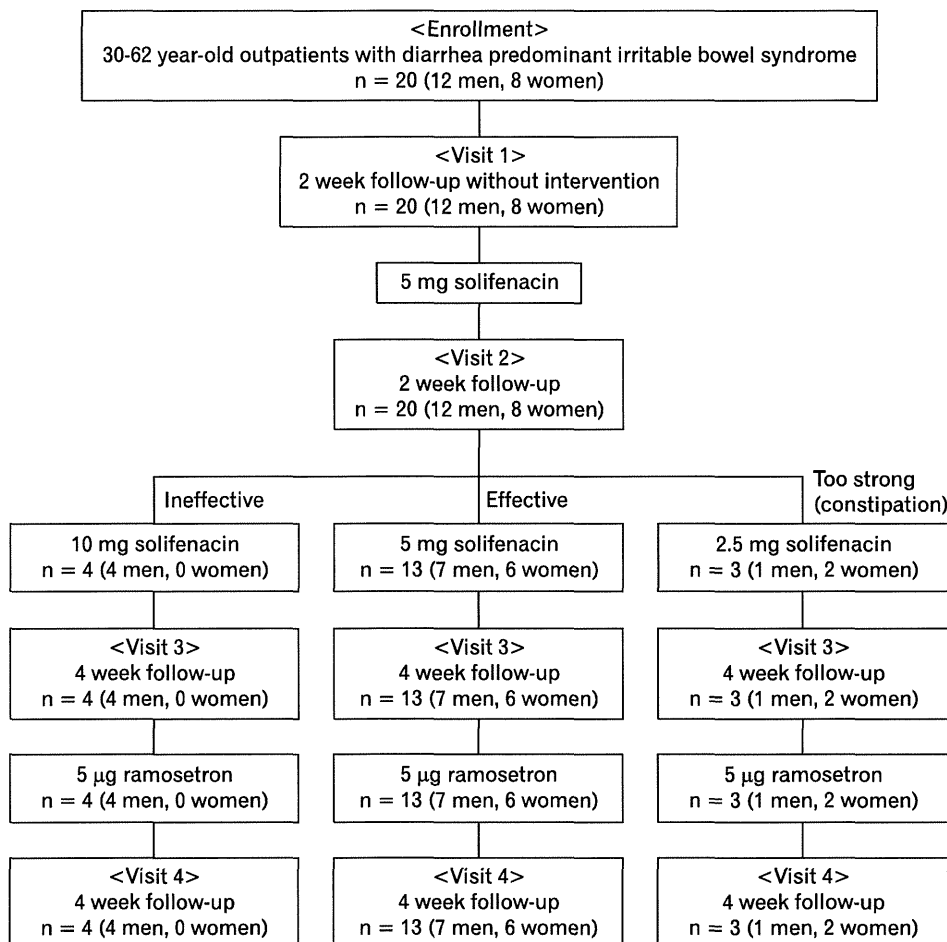 <Enrollment>
30-62 year-old outpatients with diarrhea predominant irritable bowel syndrome
n = 20 (12 men, 8 women)
<Visit 1>
2 week follow-up without intervention
n = 20 (12 men, 8 women)
5 mg solifenacin
<Visit 2>
2 week follow-up
n = 20 (12 men, 8 women)
Ineffective
Effective
Too strong
(constipation)
10 mg solifenacin
n = 4 (4 men, 0 women)
5 mg solifenacin
n = 13 (7 men, 6 women)
2.5 mg solifenacin
n = 3 (1 men, 2 women)
<Visit 3>
4 week follow-up
n = 4 (4 men, 0 women)
<Visit 3>
4 week follow-up
n = 13 (7 men, 6 women)
<Visit 3>
4 week follow-up
n = 3 (1 men, 2 women)
5 μg ramosetron
n = 4 (4 men, 0 women)
5 μg ramosetron
n = 13 (7 men, 6 women)
5 μg ramosetron
n = 3 (1 men, 2 women)
<Visit 4>
4 week follow-up
n = 4 (4 men, 0 women)
<Visit 4>
4 week follow-up
n = 13 (7 men, 6 women)
<Visit 4>
4 week follow-up
n = 3 (1 men, 2 women)